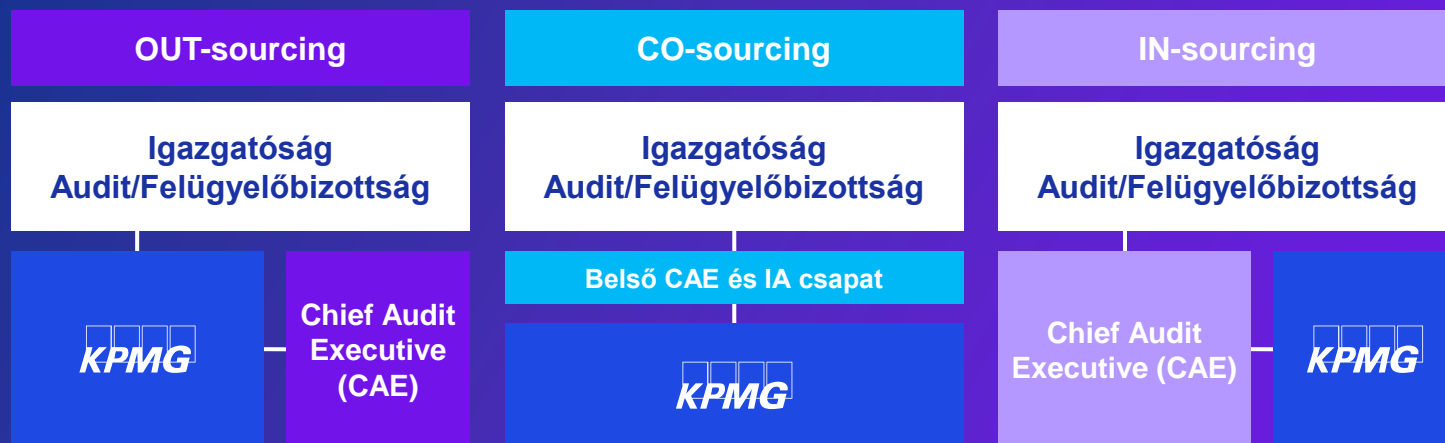 OUT-sourcing
Igazgatóság
Audit/Felügyelőbizottság
KPMG
Chief Audit
Executive
(CAE)
CO-sourcing
Igazgatóság
Audit/Felügyelőbizottság
Belső CAE és IA csapat
KPMG
IN-sourcing
Igazgatóság
Audit/Felügyelőbizottság
Chief Audit
Executive (CAE)
KPMG